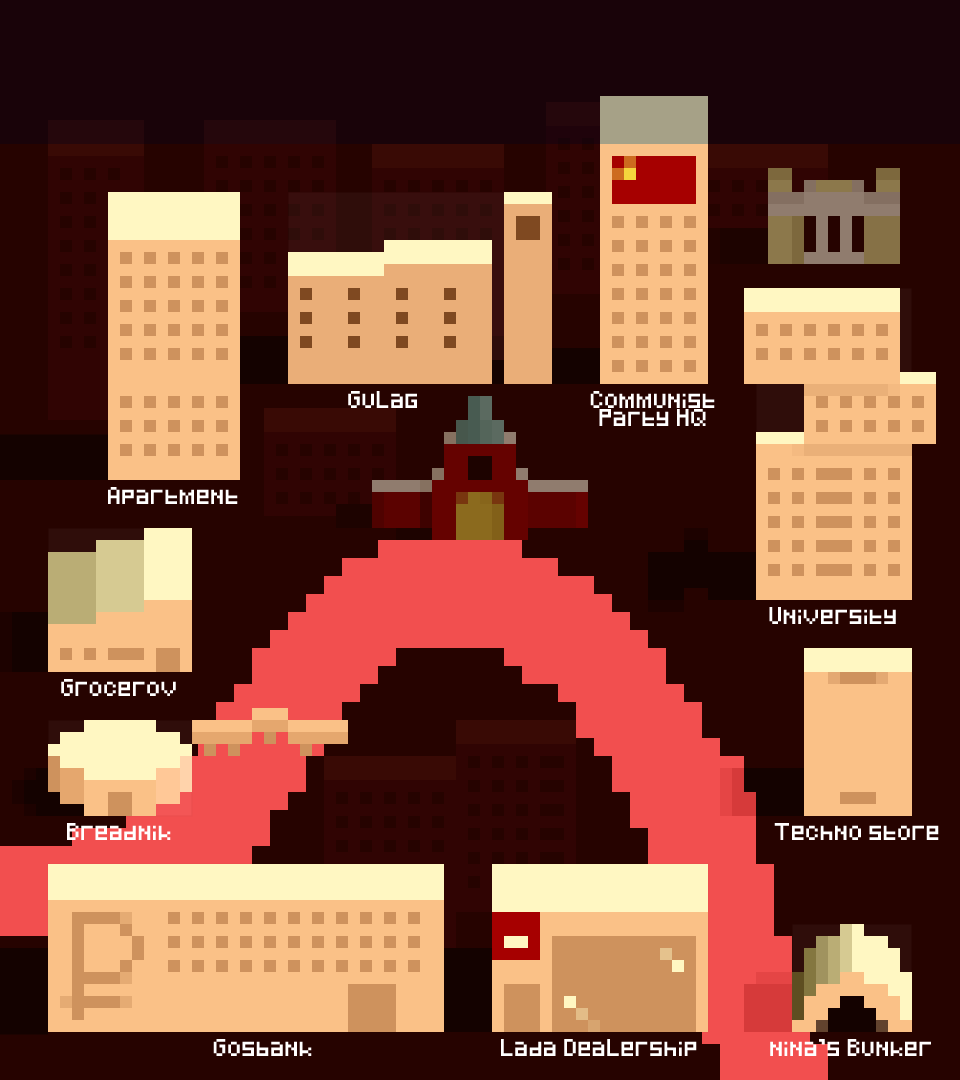 Gulag
Communist
Party HQ
Apartment
University
Grocerov
Breadnik
Techno store
Gosbank
Lada Dealership
Nina's Bunker